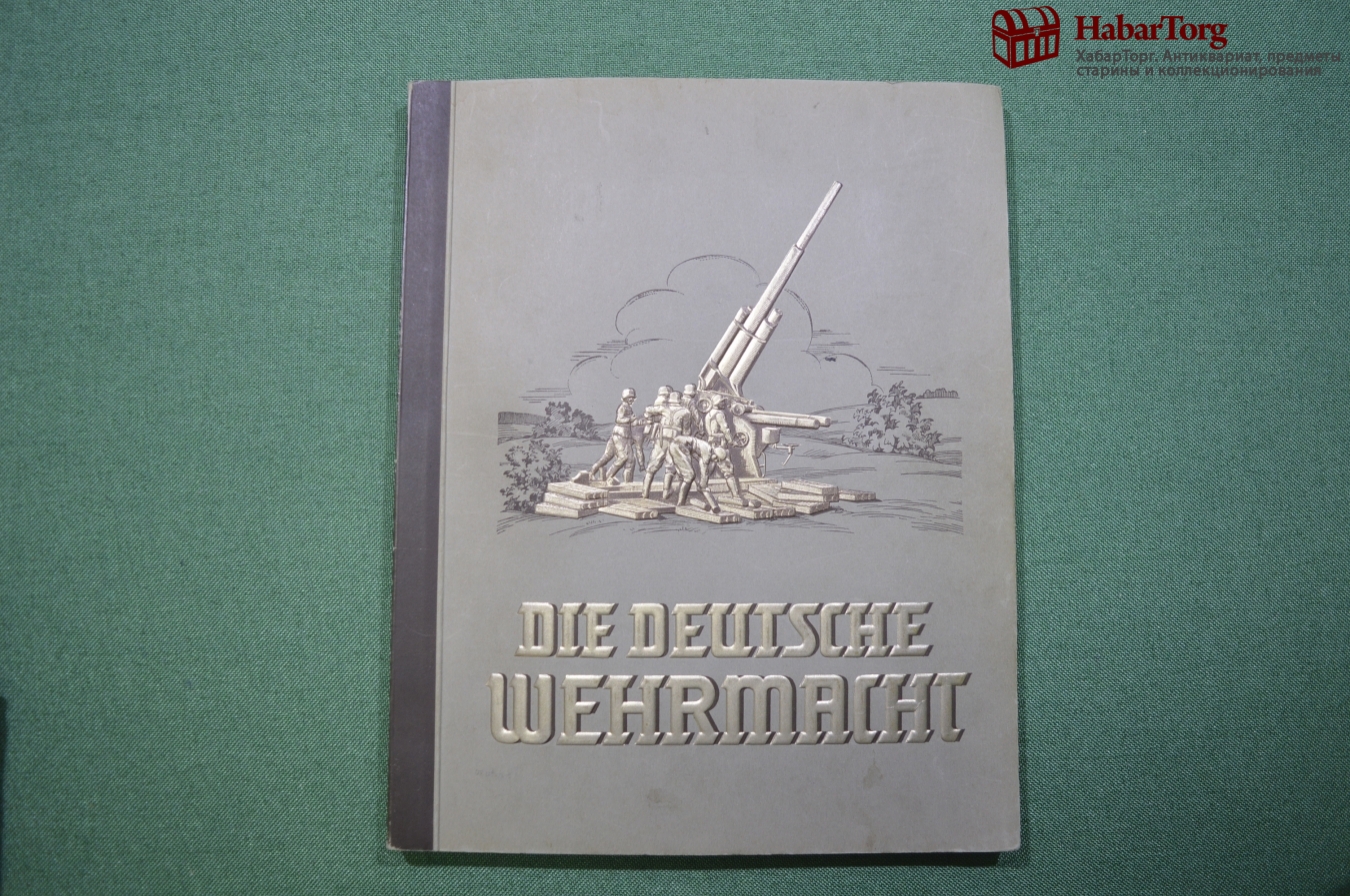 HabarTorg
ХабарТорг. Антиквариат, предметы
старины и коллекционирования
DIE DEUTSCHE
WEHRMACHT